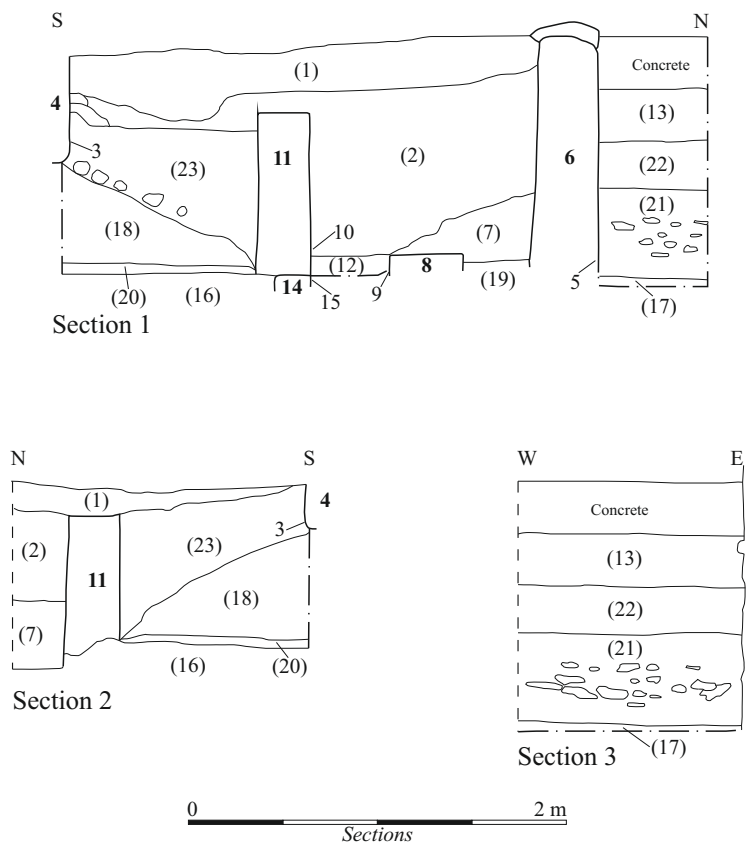 S N
(1)
Concrete
4
(13)
3
(23) 11 (2) 6
(22)
(21)
(18)
10
(7)
(12) 8
(20) (16) 14 15 9 (19) 5
(17)
Section 1
N S
(1) 4
3
(2) (23)
11 (18)
(7)
(16) (20)
Section 2
W E
Concrete
(13)
(22)
(21)
(17)
Section 3
0 2 m
Sections